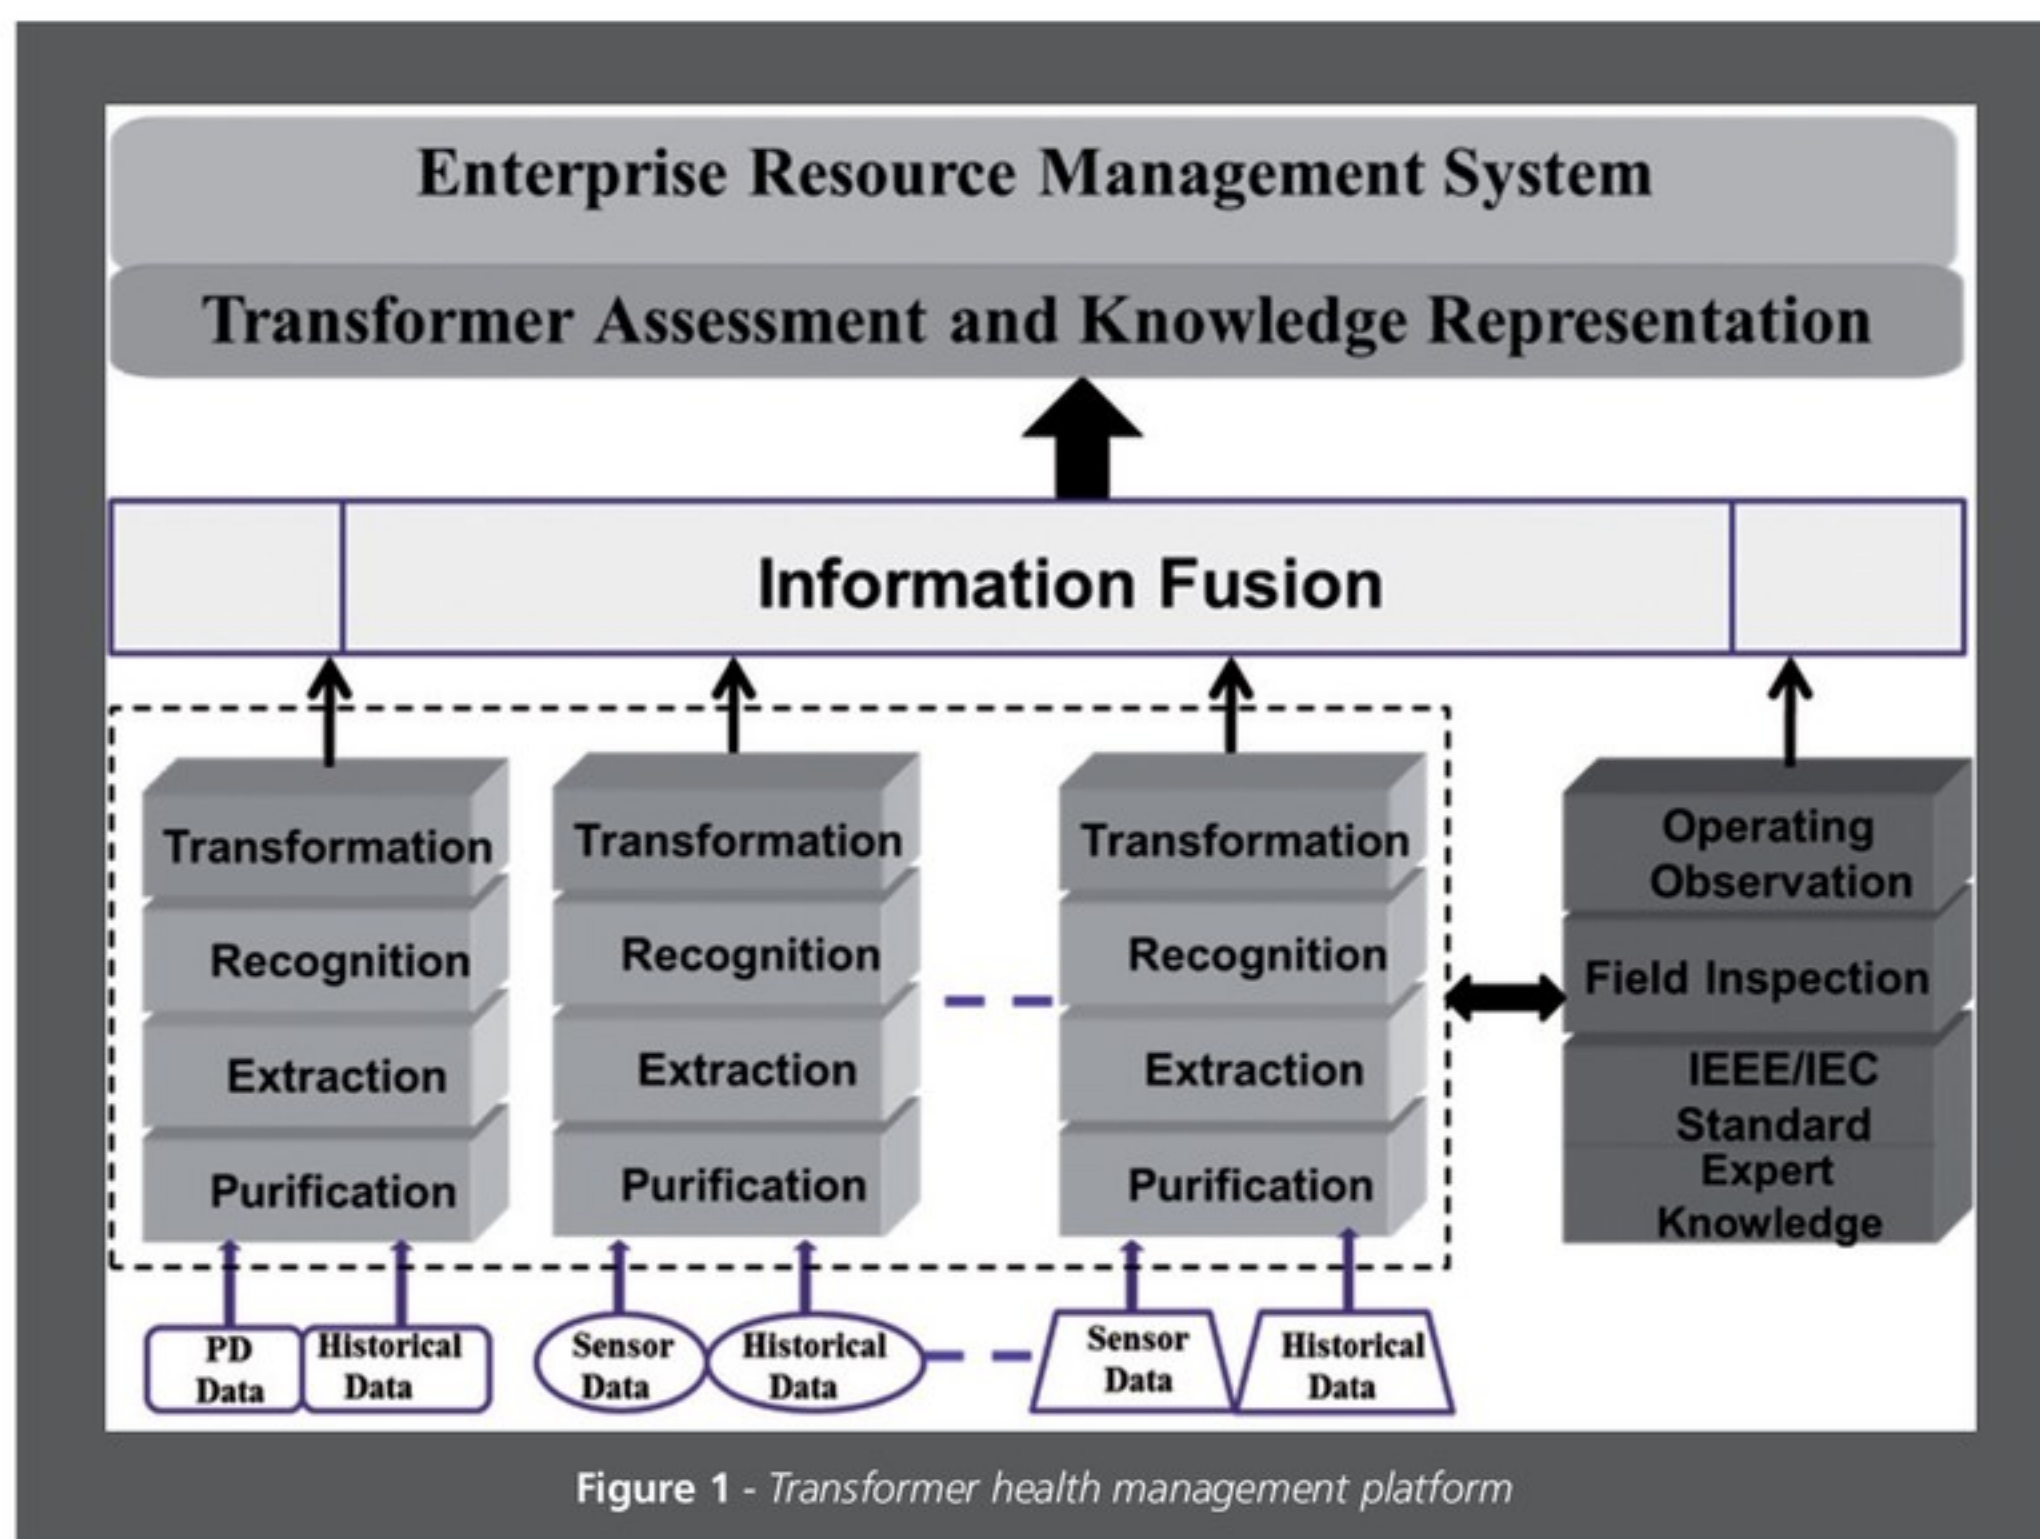 Enterprise Resource Management System
Transformer Assessment and Knowledge Representation
Information Fusion
Transformation
Recognition
Extraction
Purification
Transformation
Recognition
Extraction
Purification
Transformation
Recognition
Extraction
Purification
Operating
Observation
Field Inspection
IEEE/IEC
Standard
Expert
Knowledge
PD
Data
Historical
Data
Sensor
Data
Historical
Data
Sensor
Data
Historical
Data
Figure 1 - Transformer health management platform